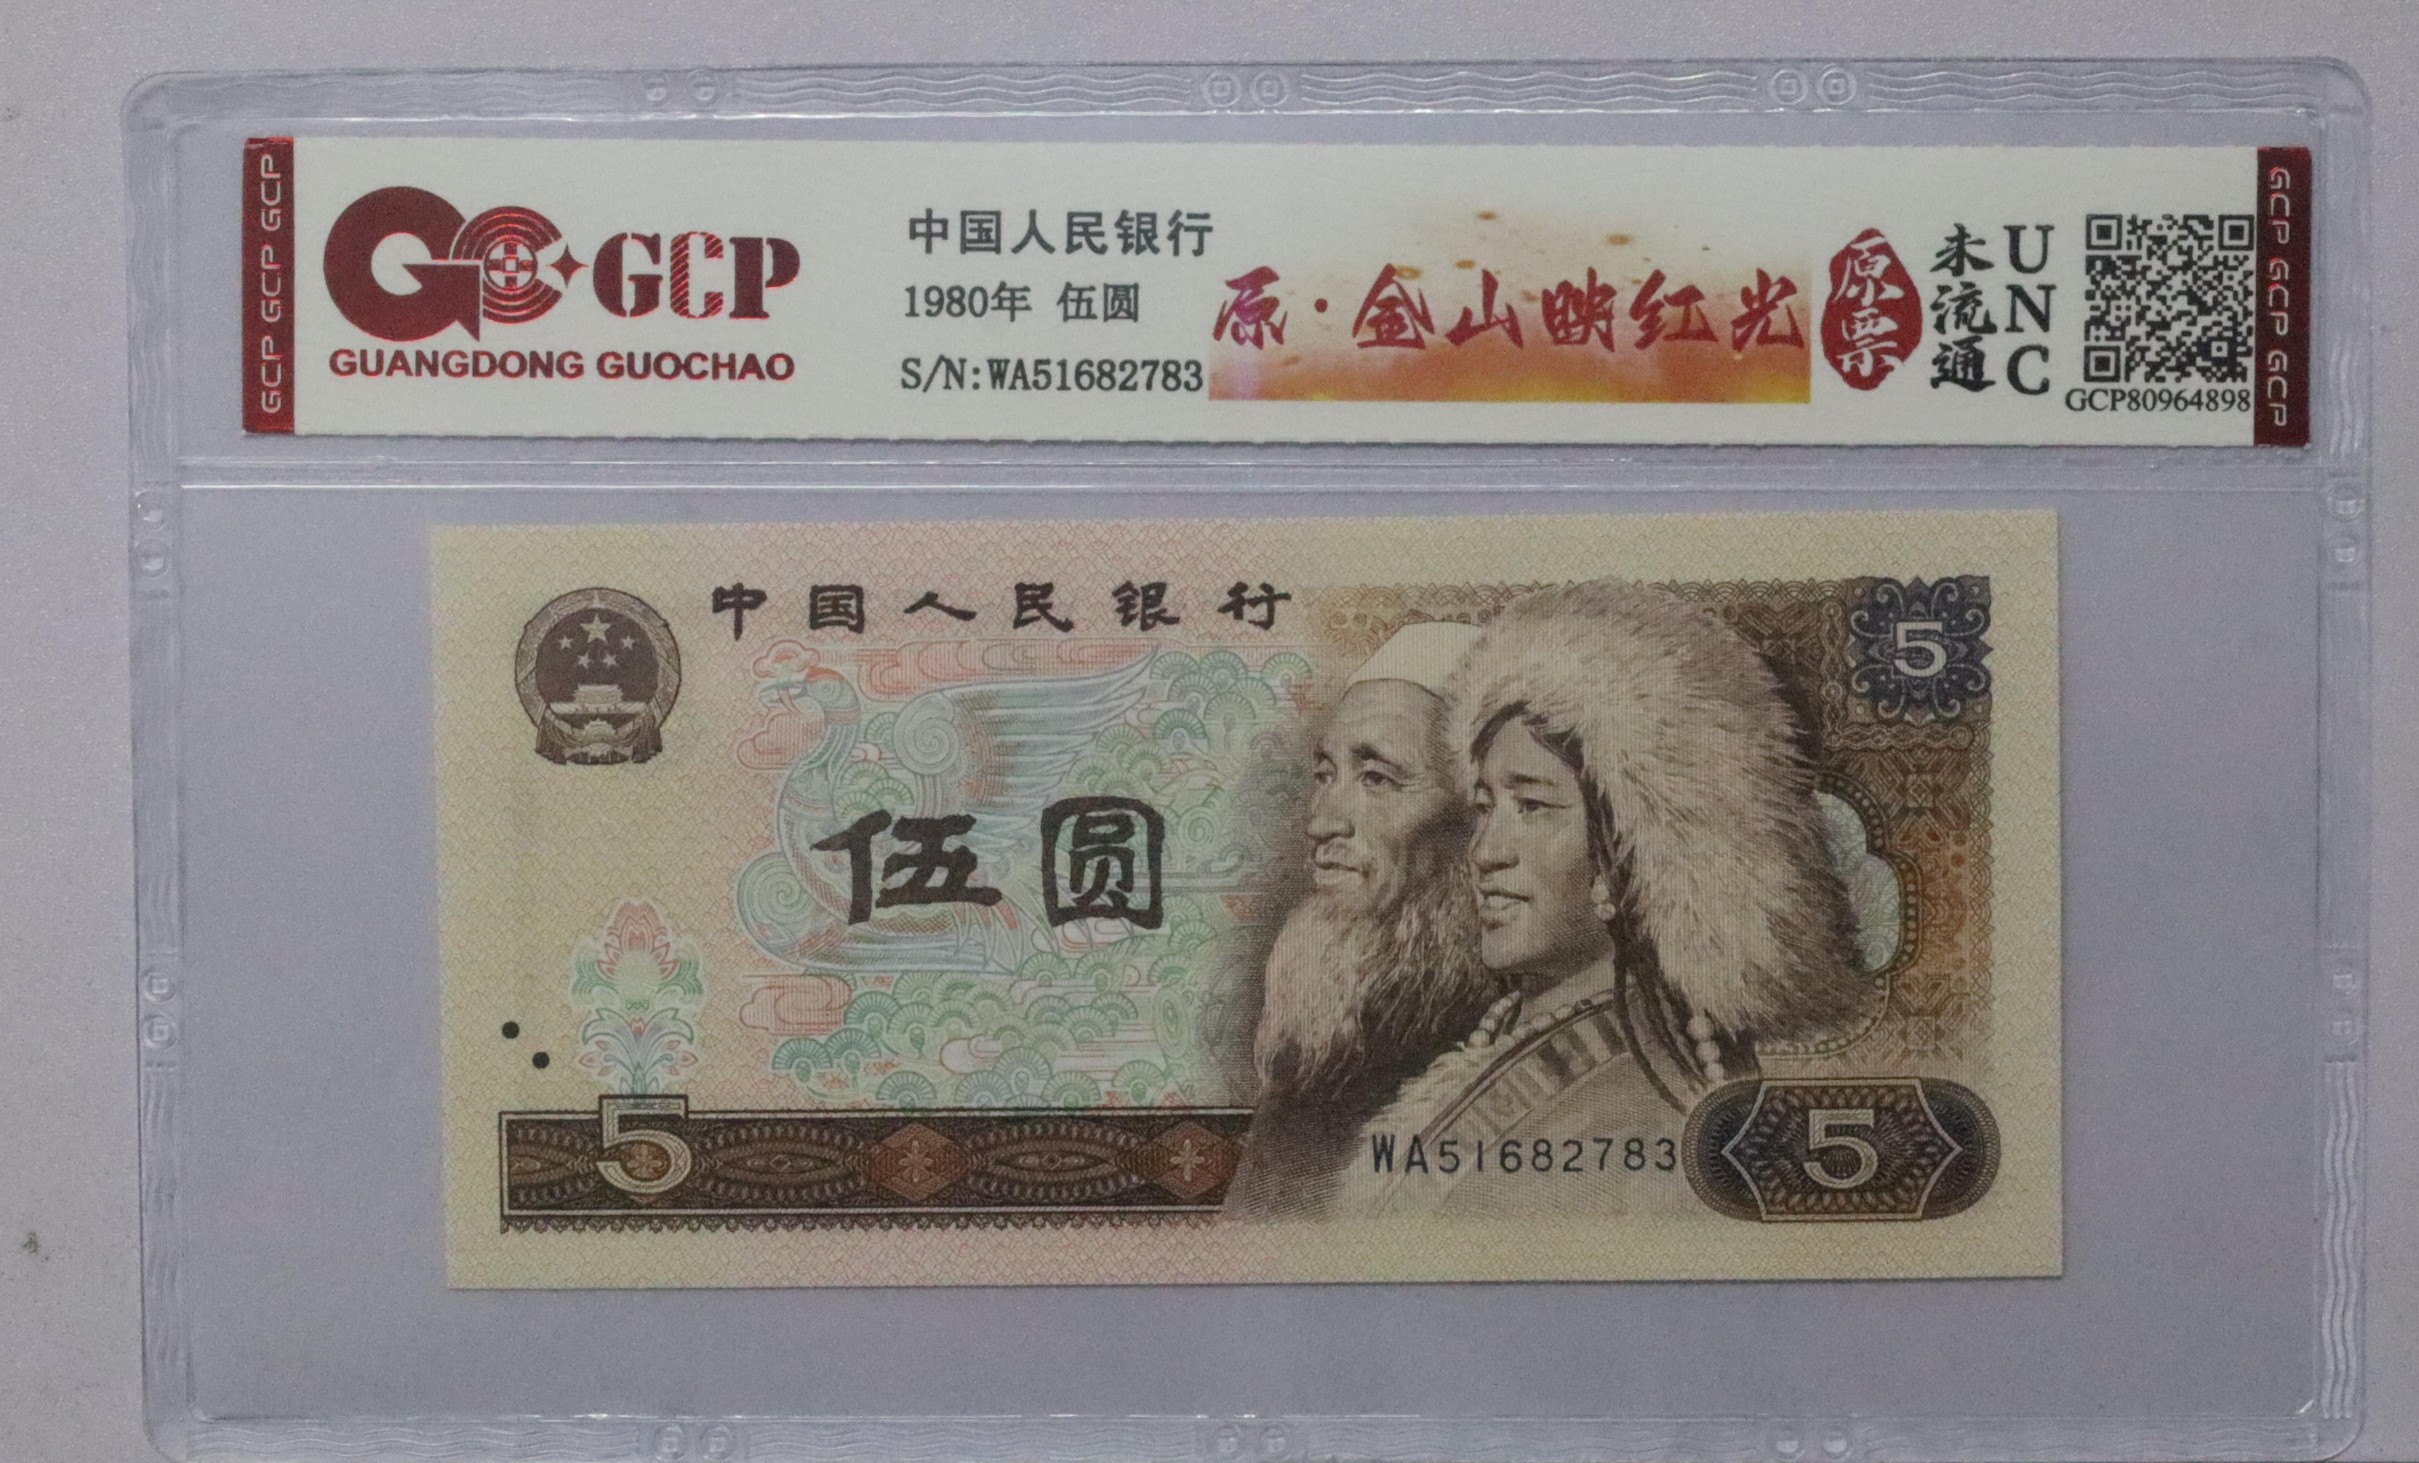 GCP GCP GCP
GCP
GUANGDONG GUOCHAO
中国人民银行
1980年 伍圆
S/N:WA51682783
原·金山映红光
原票
未流通
UNC
GCP80964898
GCP GCP GCP
中国人民银行
5
伍圆
5
WA51682783
5